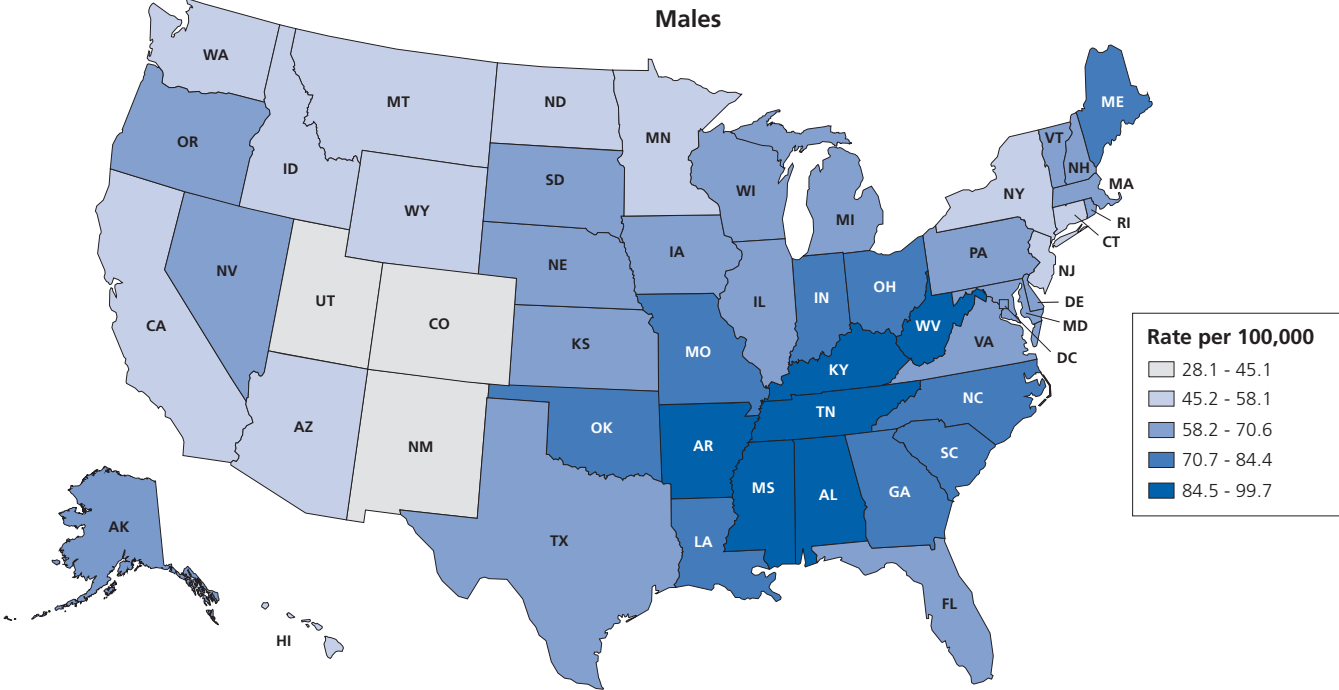 Males
WA
MT
ND
MN
OR
ID
WY
SD
WI
MI
ME
VT
NH
NY
MA
RI
CT
NV
UT
CO
NE
IA
IL
IN
OH
PA
NJ
DE
MD
DC
CA
AZ
NM
KS
MO
KY
WV
VA
OK
AR
TN
NC
SC
MS
AL
GA
LA
TX
FL
AK
HI
Rate per 100,000
28.1 - 45.1
45.2 - 58.1
58.2 - 70.6
70.7 - 84.4
84.5 - 99.7